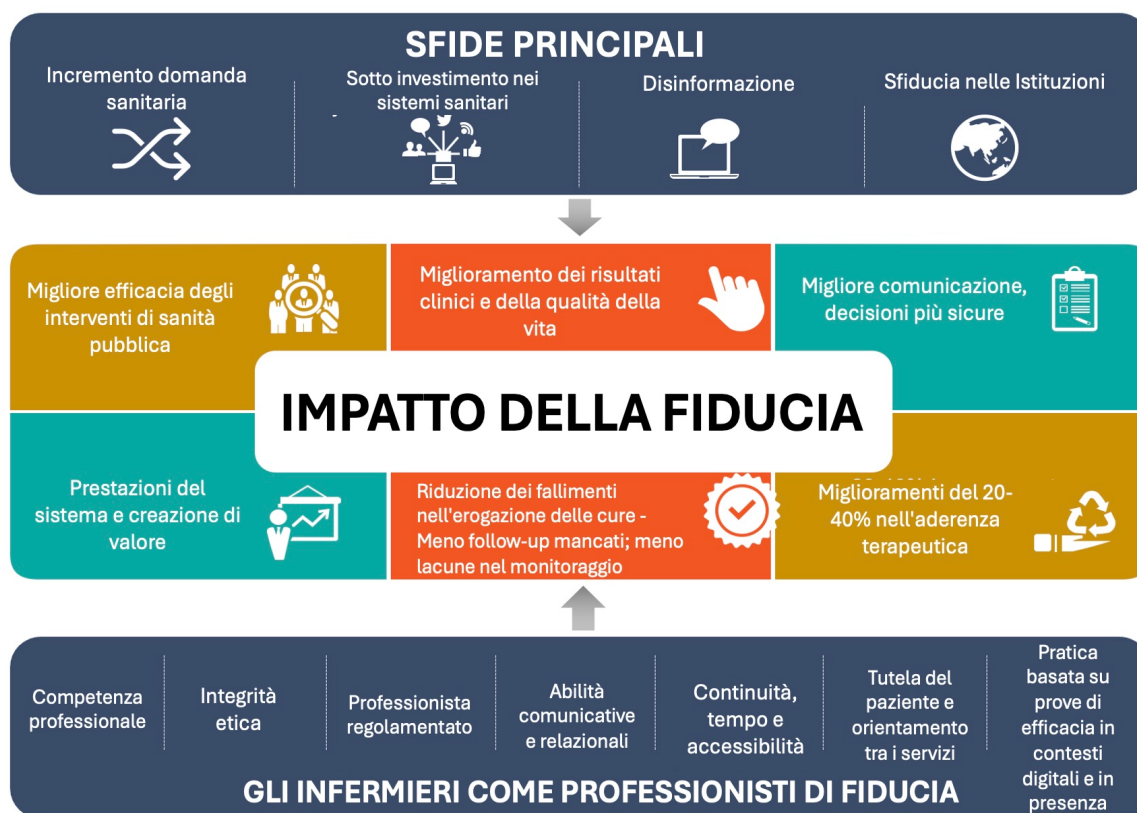 SFIDE PRINCIPALI
Incremento domanda
sanitaria
Sotto investimento nei
sistemi sanitari
Disinformazione
Sfiducia nelle Istituzioni
Migliore efficacia degli
interventi di sanità
pubblica
Miglioramento dei risultati
clinici e della qualità della
vita
Migliore comunicazione,
decisioni più sicure
IMPATTO DELLA FIDUCIA
Prestazioni del
sistema e creazione di
valore
Riduzione dei fallimenti
nell'erogazione delle cure -
Meno follow-up mancati; meno
lacune nel monitoraggio
Miglioramenti del 20-
40% nell'aderenza
terapeutica
Competenza
professionale
Integrità
etica
Professionista
regolamentato
Abilità
comunicative
e relazionali
Continuità,
tempo e
accessibilità
Tutela del
paziente e
orientamento
tra i servizi
Pratica
basata su
prove di
efficacia in
contesti
digitali e in
presenza
GLI INFERMIERI COME PROFESSIONISTI DI FIDUCIA